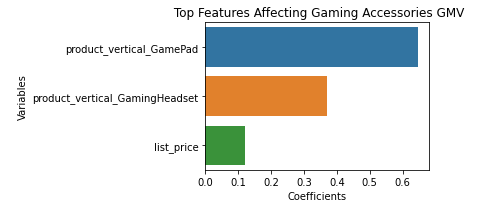 Top Features Affecting Gaming Accessories GMV
product_vertical_GamePad
product_vertical_GamingHeadset
list_price
Variables
0.0 0.1 0.2 0.3 0.4 0.5 0.6
Coefficients